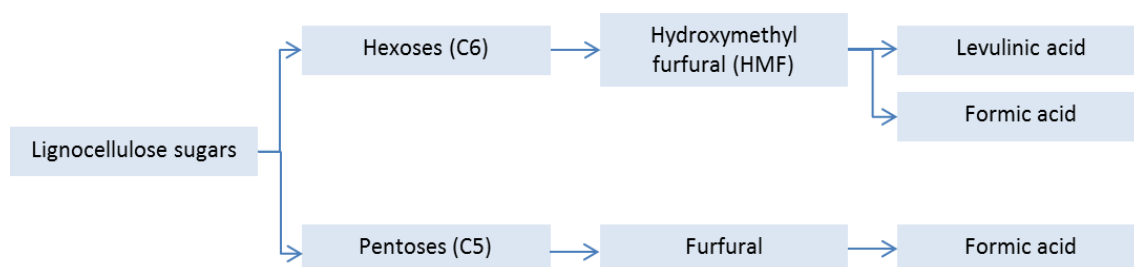 Hexoses (C6)
Hydroxymethyl
furfural (HMF)
Levulinic acid
Formic acid
Lignocellulose sugars
Pentoses (C5)
Furfural
Formic acid